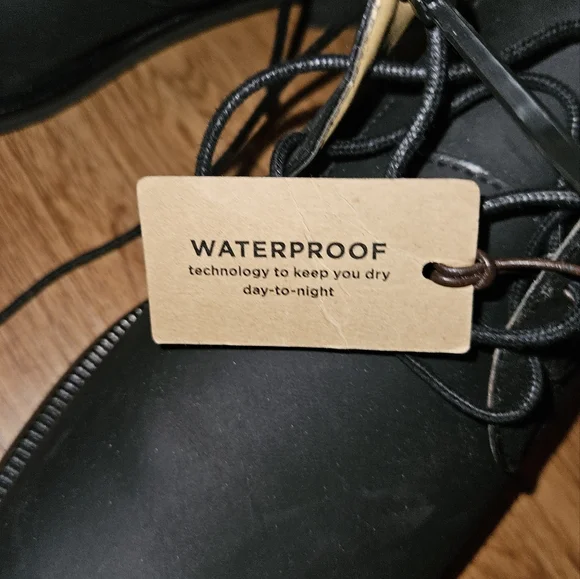 WATERPROOF
technology to keep you dry
day-to-night